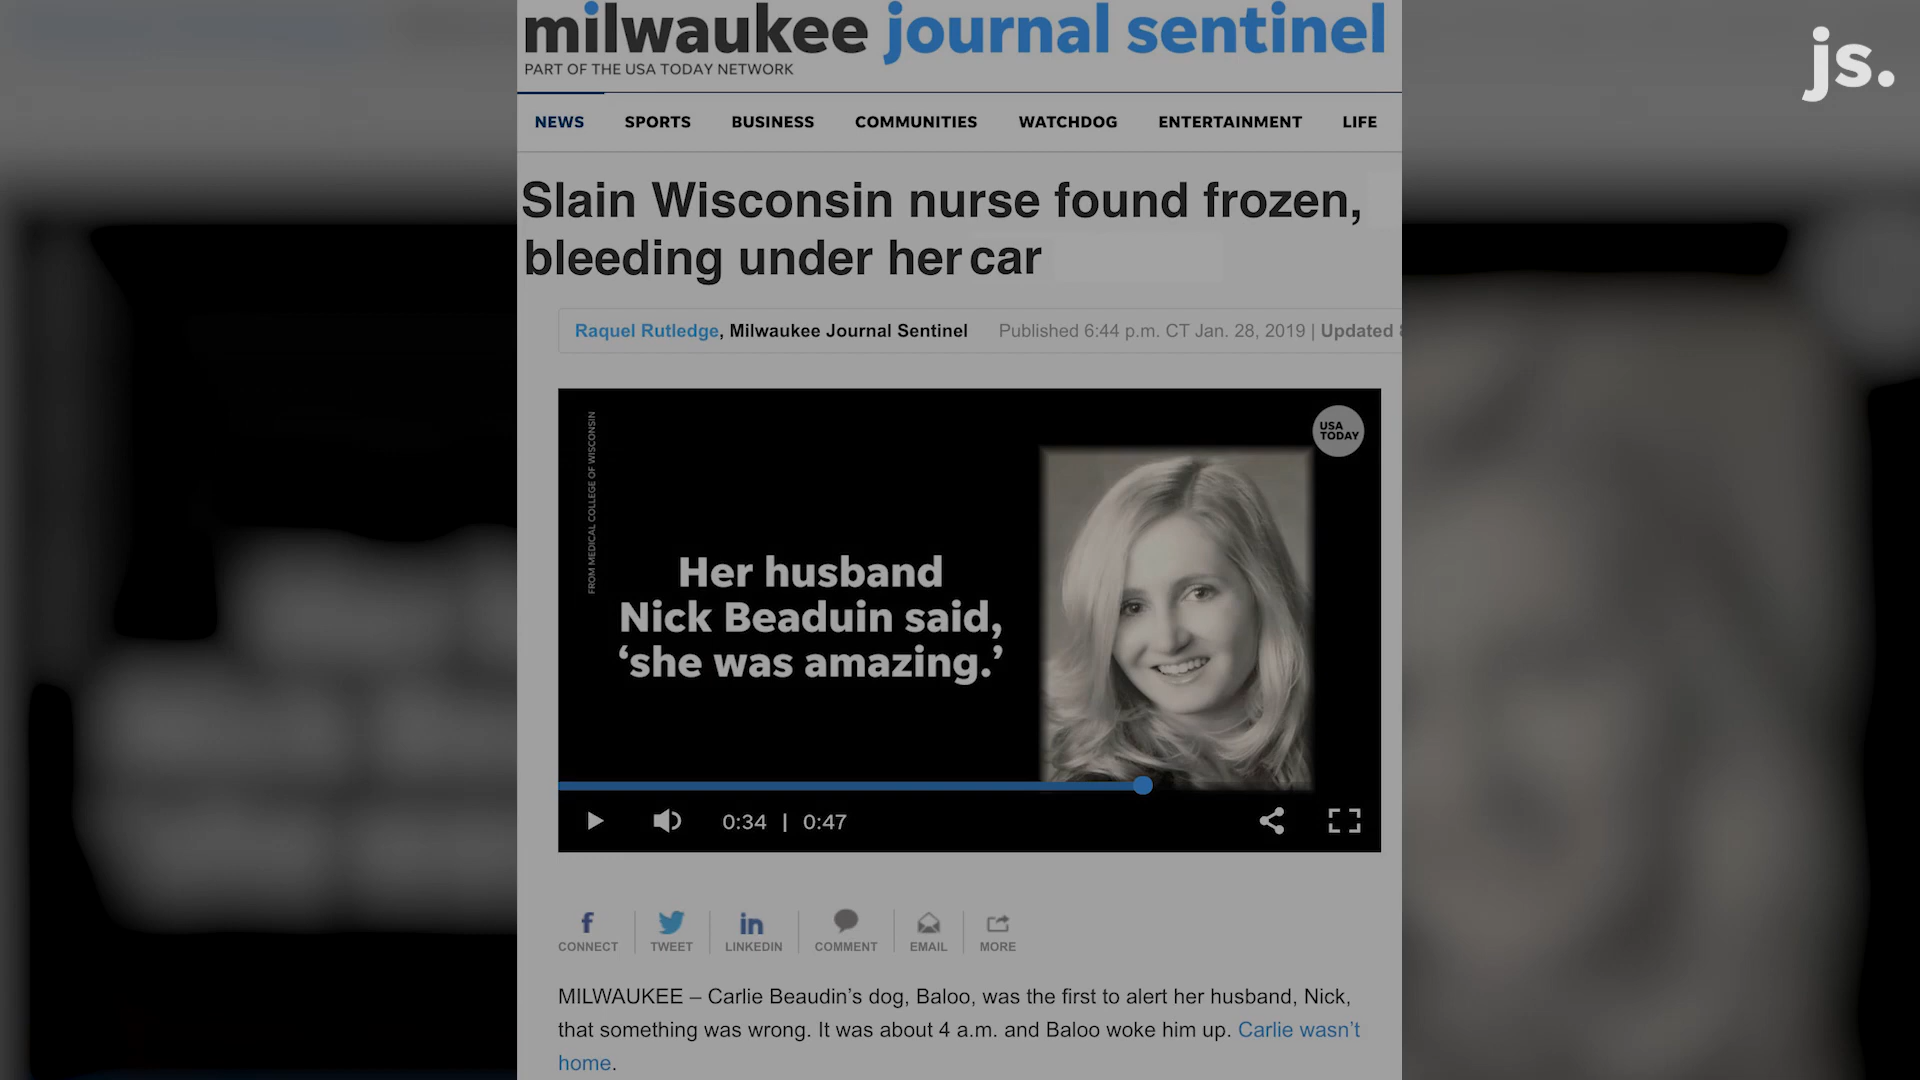 milwaukee journal sentinel
PART OF THE USA TODAY NETWORK
js.
NEWS SPORTS BUSINESS COMMUNITIES WATCHDOG ENTERTAINMENT LIFE
Slain Wisconsin nurse found frozen,
bleeding under her car
Raquel Rutledge, Milwaukee Journal Sentinel Published 6:44 p.m. CT Jan. 28, 2019 | Updated
FROM MEDICAL COLLEGE OF WISCONSIN
USA
TODAY
Her husband
Nick Beaduin said,
‘she was amazing.’
0:34 | 0:47
f
in
CONNECT TWEET LINKEDIN COMMENT EMAIL MORE
MILWAUKEE – Carlie Beaudin’s dog, Baloo, was the first to alert her husband, Nick,
that something was wrong. It was about 4 a.m. and Baloo woke him up. Carlie wasn’t
home.